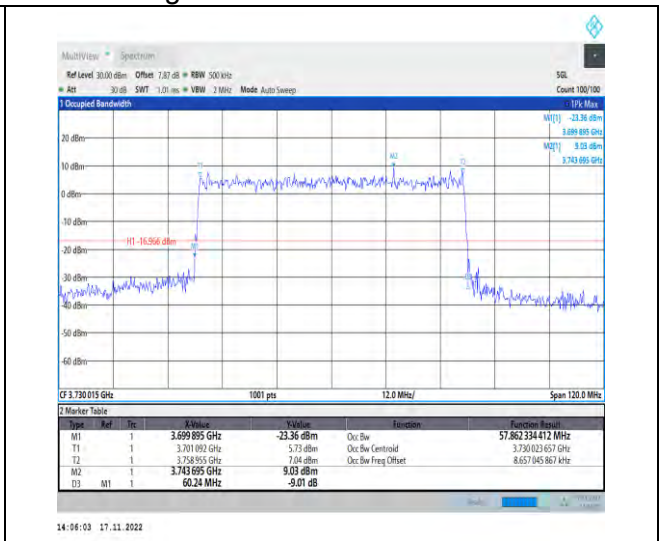 MultiView Spectrum
Ref Level 30.00 dBm Offset 7.87 dB RBW 500 kHz SGL
Att 30 dB SWT 1.01 ms VBW 2 MHz Mode Auto Sweep Count 100/100
1 Occupied Bandwidth 1Pk Max
M1[1] -23.36 dBm
3.699 895 GHz
M2[1] 9.03 dBm
3.743 695 GHz
20 dBm
M2
T1
10 dBm
0 dBm
-10 dBm
H1 -16.966 dBm
M1
-20 dBm
-30 dBm
-40 dBm
-50 dBm
-60 dBm
CF 3.730 015 GHz 1001 pts 12.0 MHz/ Span 120.0 MHz
2 Marker Table
Type Ref Trc X-Value Y-Value Function Function Result
M1 1 3.699 895 GHz -23.36 dBm Occ Bw 57.862 334 412 MHz
T1 1 3.701 092 GHz 5.73 dBm Occ Bw Centroid 3.730 023 657 GHz
T2 1 3.758 955 GHz 7.04 dBm Occ Bw Freq Offset 8.657 045 867 kHz
M2 1 3.743 695 GHz 9.03 dBm
D3 M1 1 60.24 MHz -9.01 dB
14:06:03 17.11.2022